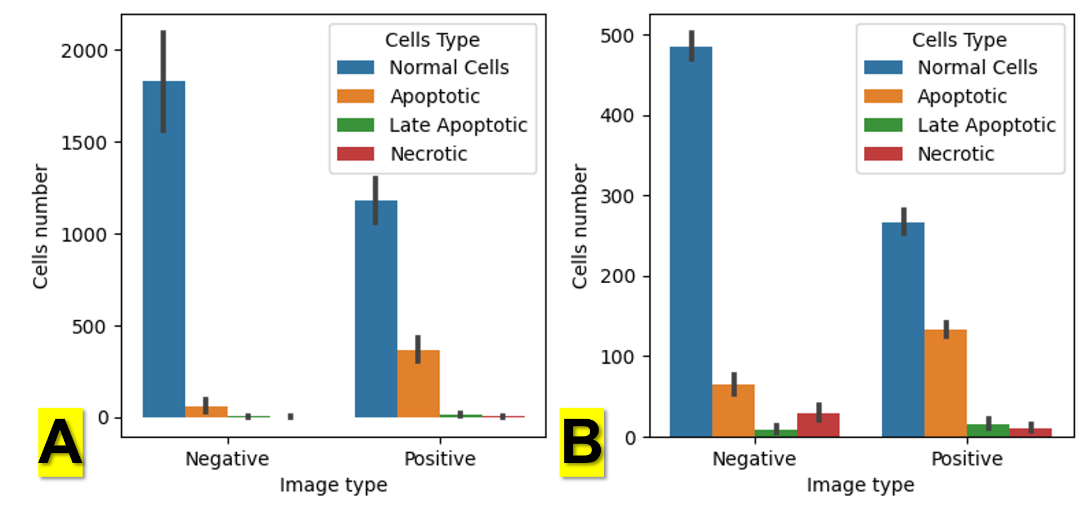 2000
1500
1000
500
0
Cells number
Cells Type
Normal Cells
Apoptotic
Late Apoptotic
Necrotic
Negative
Positive
Image type
A
500
400
300
200
100
0
Cells number
Cells Type
Normal Cells
Apoptotic
Late Apoptotic
Necrotic
Negative
Positive
Image type
B